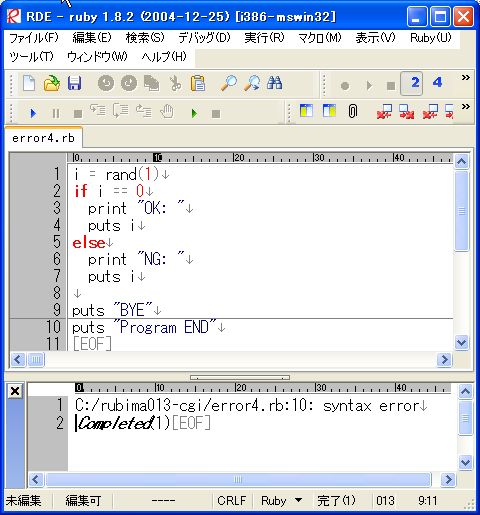 RDE - ruby 1.8.2 (2004-12-25) [i386-mswin32]
ファイル(F) 編集(E) 検索(S) デバッグ(D) 実行(R) マクロ(M) 表示(V) Ruby(U)
ツール(T) ウィンドウ(W) ヘルプ(H)
2 4
error4.rb
0 10 20 30 40
1 i = rand(1)↓
2 if i == 0↓
3 print "OK: "↓
4 puts i↓
5 else↓
6 print "NG: "↓
7 puts i↓
8 ↓
9 puts "BYE"↓
10 puts "Program END"↓
11 [EOF]
0 10 20 30 40
1 C:/rubima013-cgi/error4.rb:10: syntax error↓
2 Completed(1)[EOF]
未編集 編集可 ---- CRLF Ruby 完了(1) 013 9:11